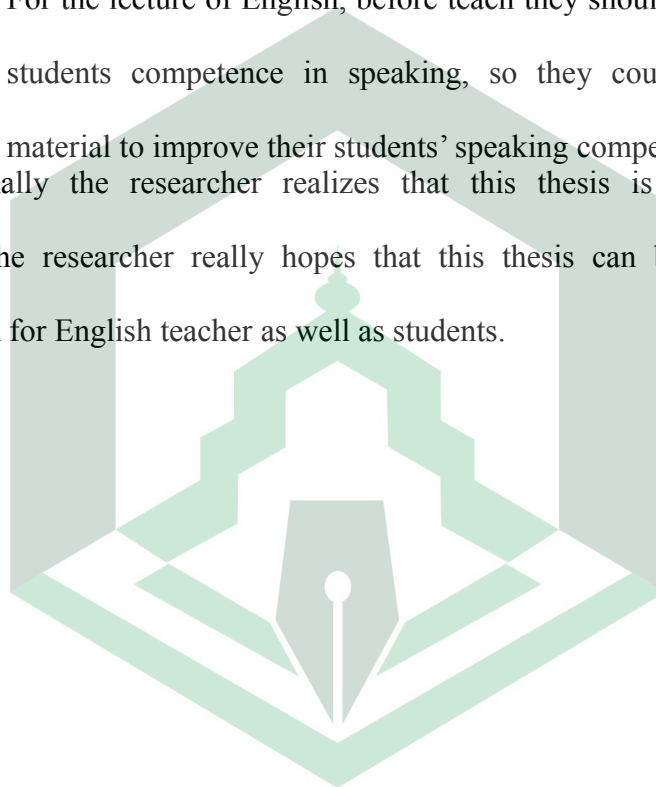 For the lecture of English, before teach they
students competence in speaking, so they
material to improve their students' speaking
the researcher realizes that this thesis is
researcher really hopes that this thesis can
for English teacher as well as students.